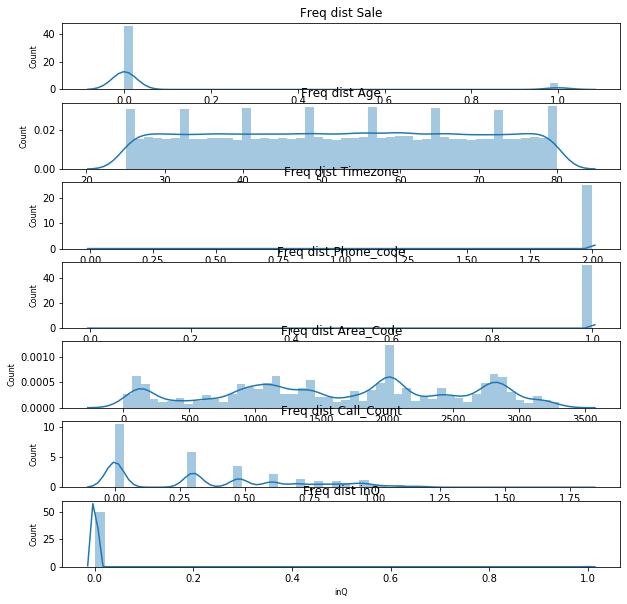 Freq dist Sale
Count
40
20
0
0.0 0.2 0.4 0.6 0.8 1.0
Freq dist Age
Count
0.02
0.00
20 30 40 50 60 70 80
Freq dist Timezone
Count
20
10
0
0.00 0.25 0.50 0.75 1.00 1.25 1.50 1.75 2.00
Freq dist Phone_code
Count
40
20
0
0.0 0.2 0.4 0.6 0.8 1.0
Freq dist Area_Code
Count
0.0010
0.0005
0.0000
0 500 1000 1500 2000 2500 3000 3500
Freq dist Call_Count
Count
10
5
0
0.00 0.25 0.50 0.75 1.00 1.25 1.50 1.75
Freq dist inQ
Count
50
25
0
0.0 0.2 0.4 0.6 0.8 1.0
inQ